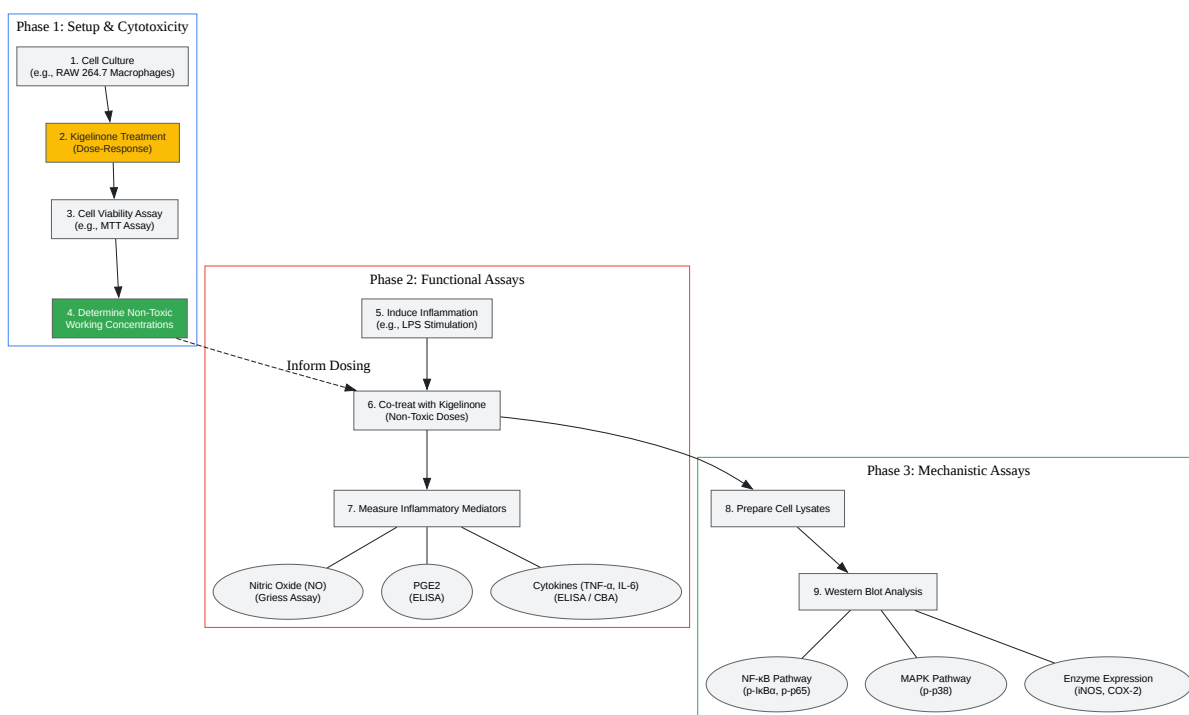 Phase 1: Setup & Cytotoxicity
1. Cell Culture
(e.g., RAW 264.7 Macrophages)
2. Kigelinone Treatment
(Dose-Response)
3. Cell Viability Assay
(e.g., MTT Assay)
4. Determine Non-Toxic
Working Concentrations
Inform Dosing
Phase 2: Functional Assays
5. Induce Inflammation
(e.g., LPS Stimulation)
6. Co-treat with Kigelinone
(Non-Toxic Doses)
7. Measure Inflammatory Mediators
Nitric Oxide (NO)
(Griess Assay)
PGE2
(ELISA)
Cytokines (TNF-α, IL-6)
(ELISA / CBA)
Phase 3: Mechanistic Assays
8. Prepare Cell Lysates
9. Western Blot Analysis
NF-κB Pathway
(p-IκBα, p-p65)
MAPK Pathway
(p-p38)
Enzyme Expression
(iNOS, COX-2)